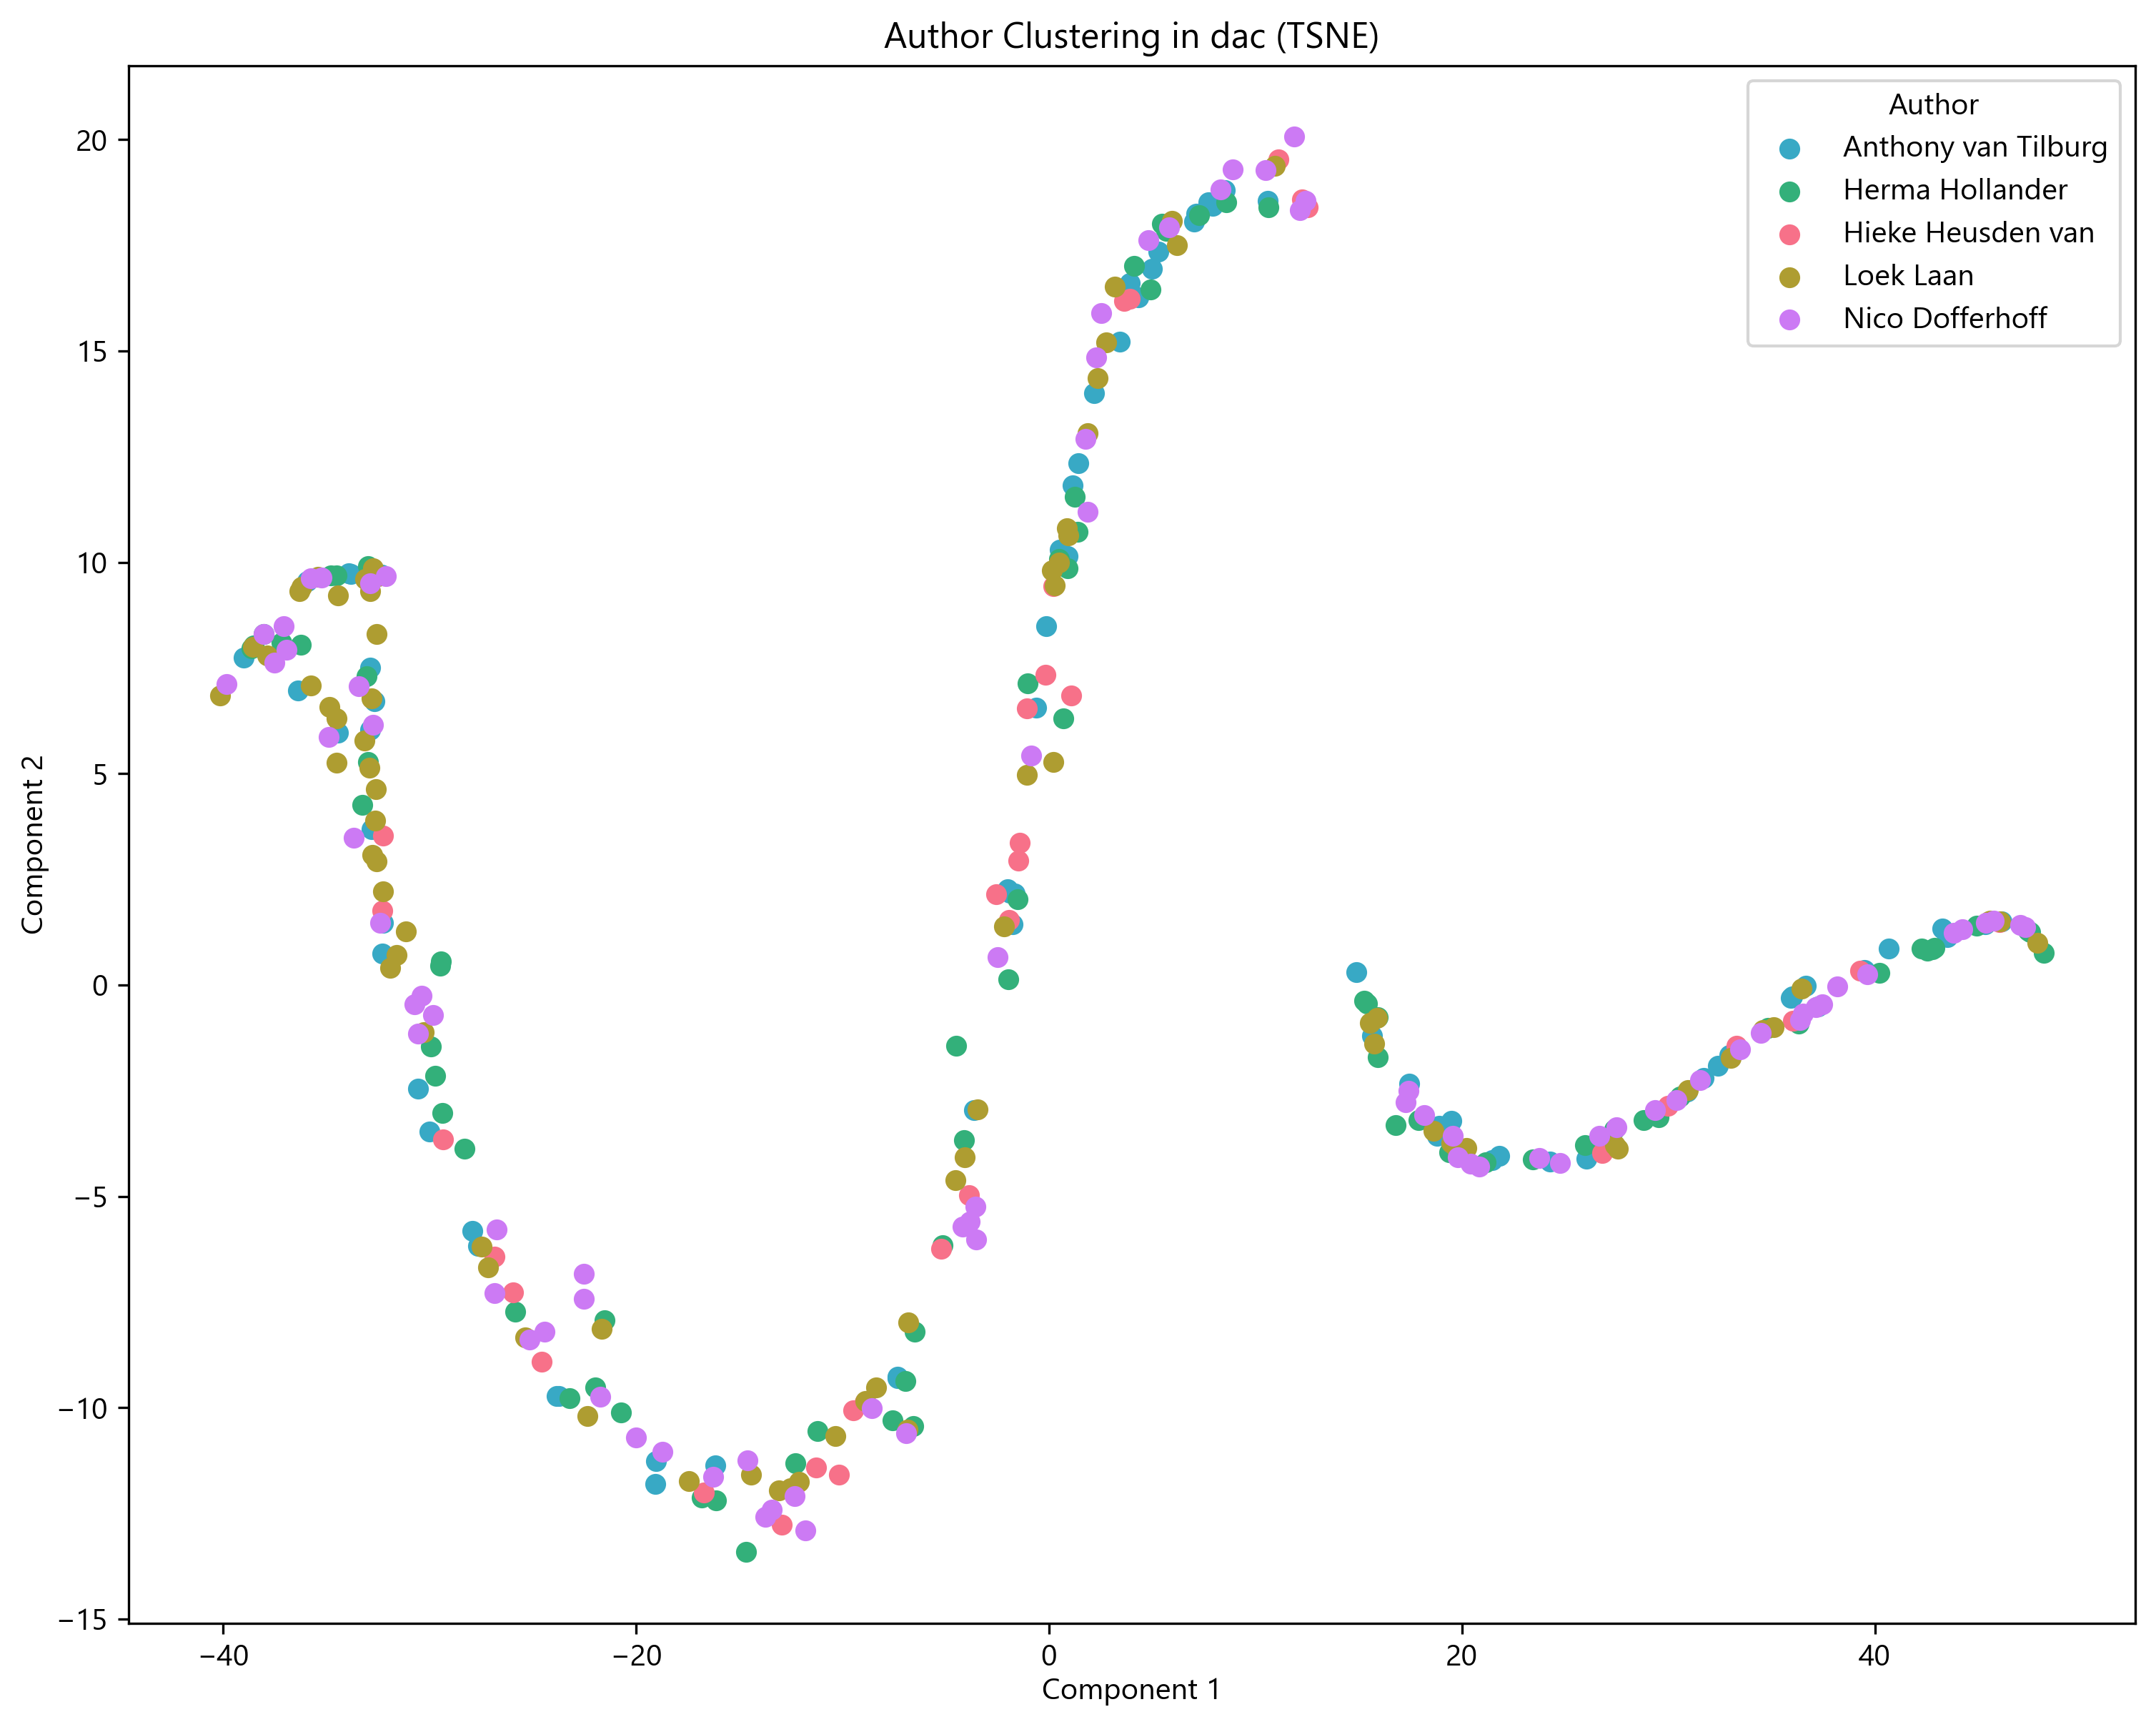 Author Clustering in dac (TSNE)
Author
Anthony van Tilburg
Herma Hollander
Hieke Heusden van
Loek Laan
Nico Dofferhoff
Component 2
20
15
10
5
0
−5
−10
−15
−40
−20
0
20
40
Component 1